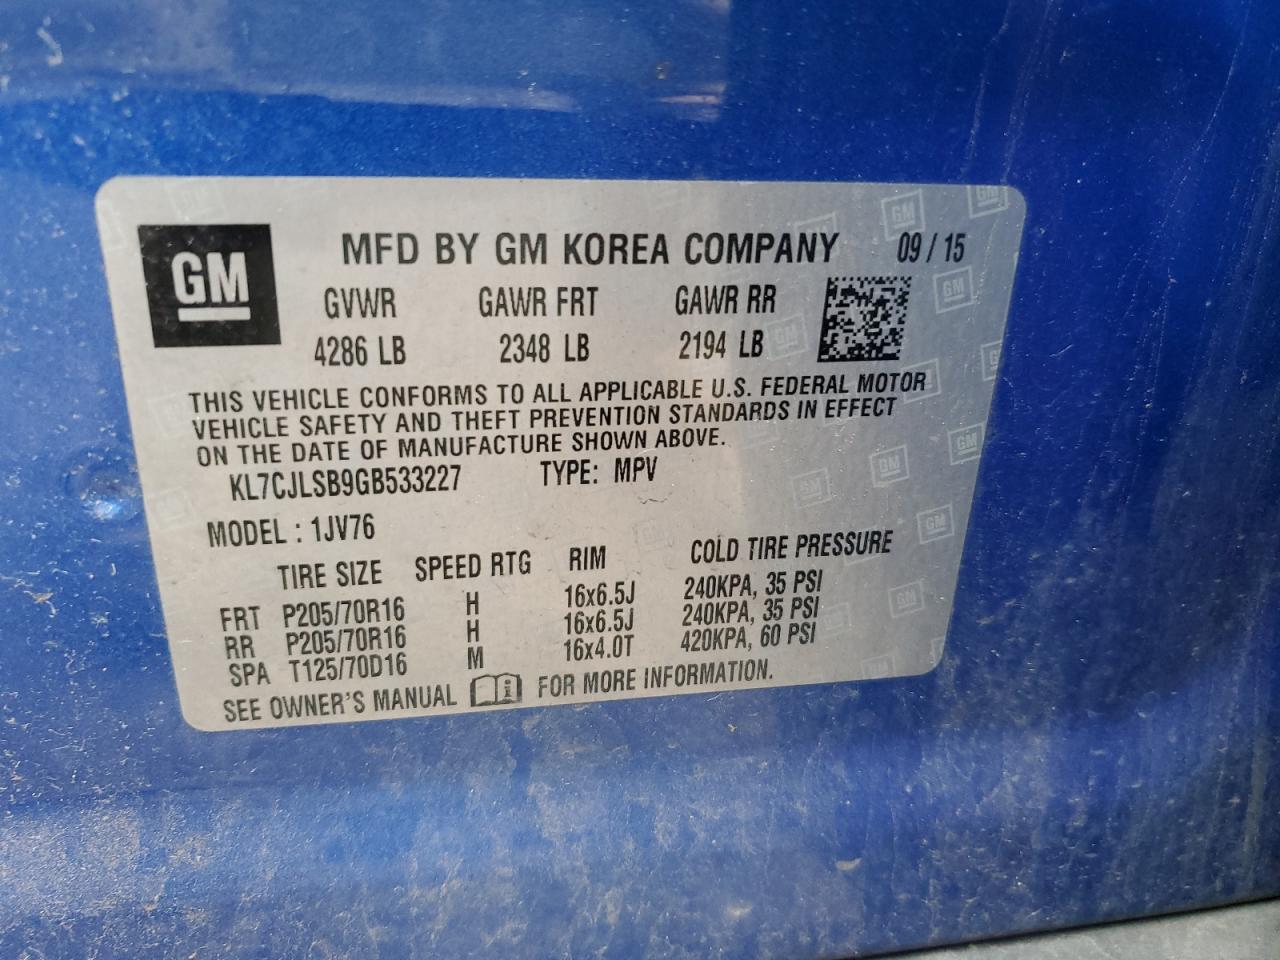 GM
MFD BY GM KOREA COMPANY 09 / 15
GVWR GAWR FRT GAWR RR
4286 LB 2348 LB 2194 LB
THIS VEHICLE CONFORMS TO ALL APPLICABLE U.S. FEDERAL MOTOR
VEHICLE SAFETY AND THEFT PREVENTION STANDARDS IN EFFECT
ON THE DATE OF MANUFACTURE SHOWN ABOVE.
KL7CJLSB9GB533227 TYPE: MPV
MODEL : 1JV76
TIRE SIZE SPEED RTG RIM COLD TIRE PRESSURE
FRT P205/70R16 H 16x6.5J 240KPA, 35 PSI
RR P205/70R16 H 16x6.5J 240KPA, 35 PSI
SPA T125/70D16 M 16x4.0T 420KPA, 60 PSI
SEE OWNER'S MANUAL FOR MORE INFORMATION.